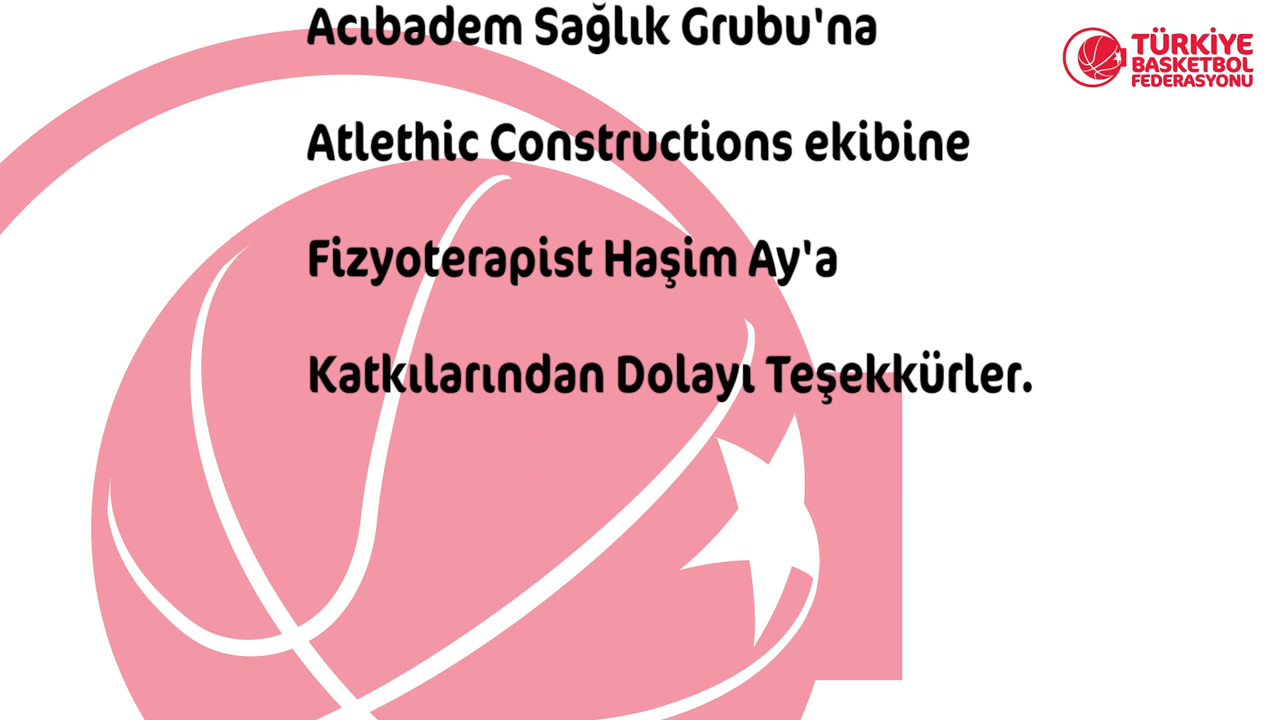 Acıbadem Sağlık Grubu'na
TÜRKİYE
BASKETBOL
FEDERASYONU
Atlethic Constructions ekibine
Fizyoterapist Haşim Ay'a
Katkılarından Dolayı Teşekkürler.